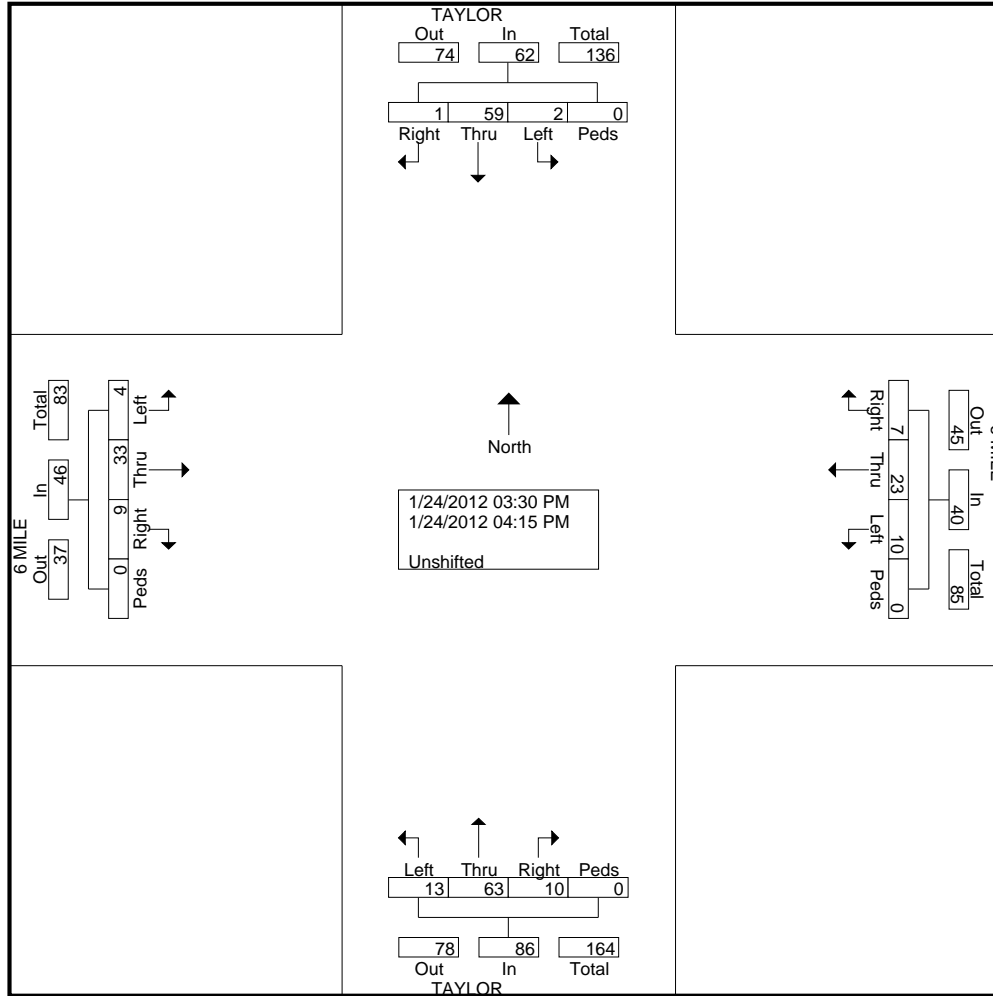 TAYLOR
Out In Total
74 62 136
1 59 2 0
Right Thru Left Peds
Total 83
In 46
Out 37
6 MILE
4 33 9 0
Left Thru Right Peds
North
1/24/2012 03:30 PM
1/24/2012 04:15 PM
Unshifted
Right Thru Left Peds
7 23 10 0
Out 45
In 40
Total 85
MILE
Left Thru Right Peds
13 63 10 0
78 86 164
Out In Total
TAYLOR